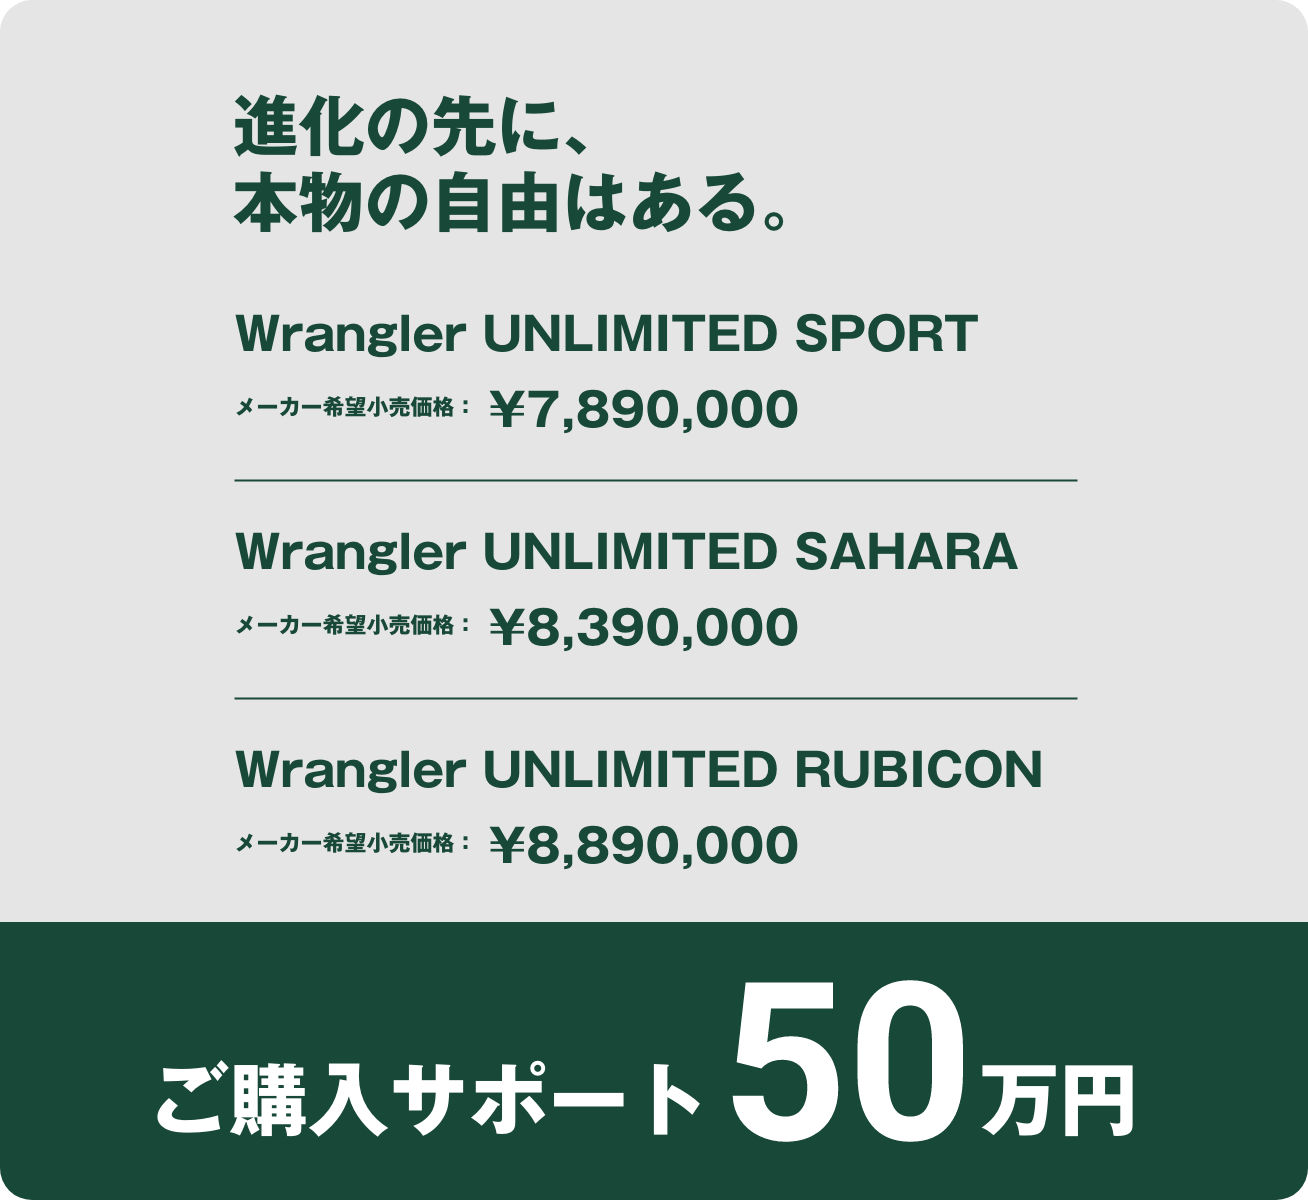 進化の先に、
本物の自由はある。
Wrangler UNLIMITED SPORT
メーカー希望小売価格： ¥7,890,000
Wrangler UNLIMITED SAHARA
メーカー希望小売価格： ¥8,390,000
Wrangler UNLIMITED RUBICON
メーカー希望小売価格： ¥8,890,000
ご購入サポート50万円